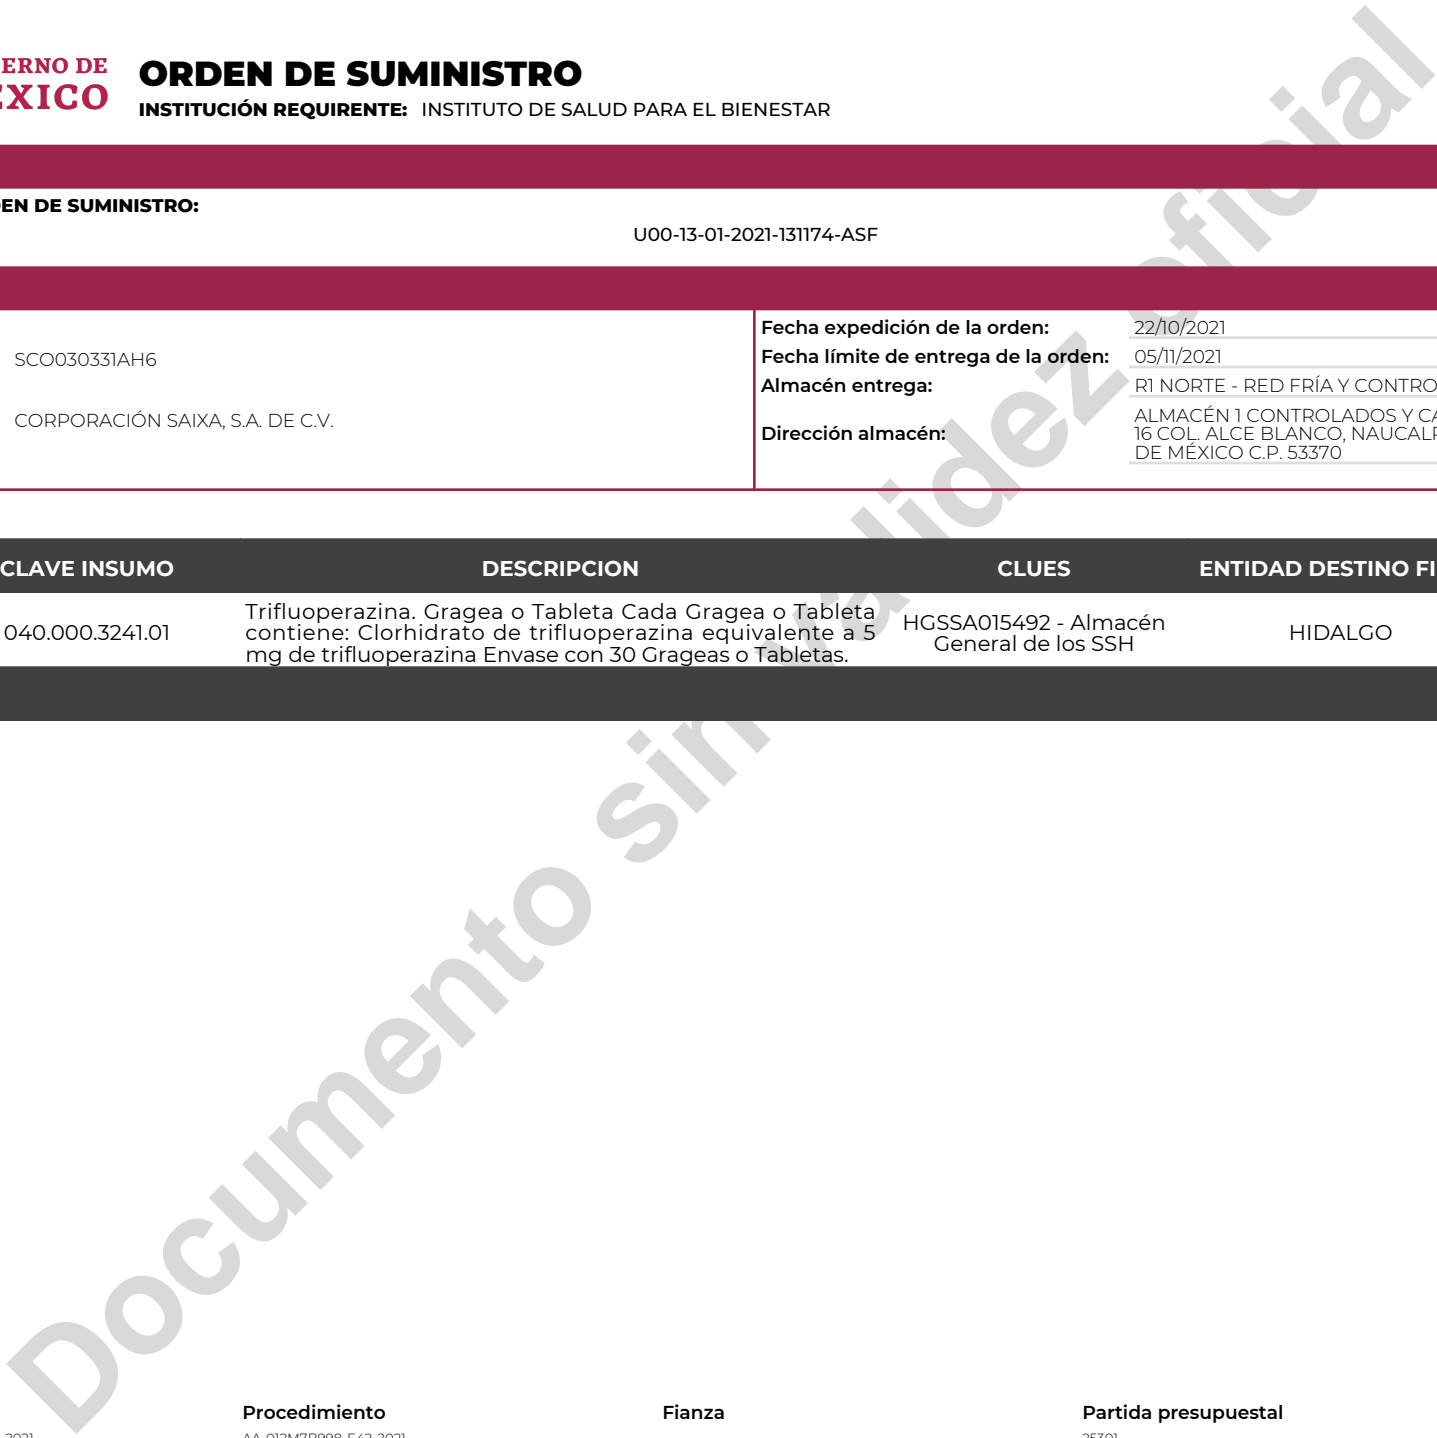 ERNO DE
ÉXICO
ORDEN DE SUMINISTRO
INSTITUCIÓN REQUIRENTE: INSTITUTO DE SALUD PARA EL BIENESTAR
EN DE SUMINISTRO:
U00-13-01-2021-131174-ASF
SCO030331AH6
CORPORACIÓN SAIXA, S.A. DE C.V.
Fecha expedición de la orden: 22/10/2021
Fecha límite de entrega de la orden: 05/11/2021
Almacén entrega: R1 NORTE - RED FRÍA Y CONTRO
Dirección almacén:
ALMACÉN 1 CONTROLADOS Y CA
16 COL. ALCE BLANCO, NAUCALP
DE MÉXICO C.P. 53370
CLAVE INSUMO DESCRIPCION CLUES ENTIDAD DESTINO FI
040.000.3241.01
Trifluoperazina. Gragea o Tableta Cada Gragea o Tableta
contiene: Clorhidrato de trifluoperazina equivalente a 5
mg de trifluoperazina Envase con 30 Grageas o Tabletas.
HGSSA015492 - Almacén
General de los SSH
HIDALGO
Documento sin validez oficial
Procedimiento Fianza Partida presupuestal